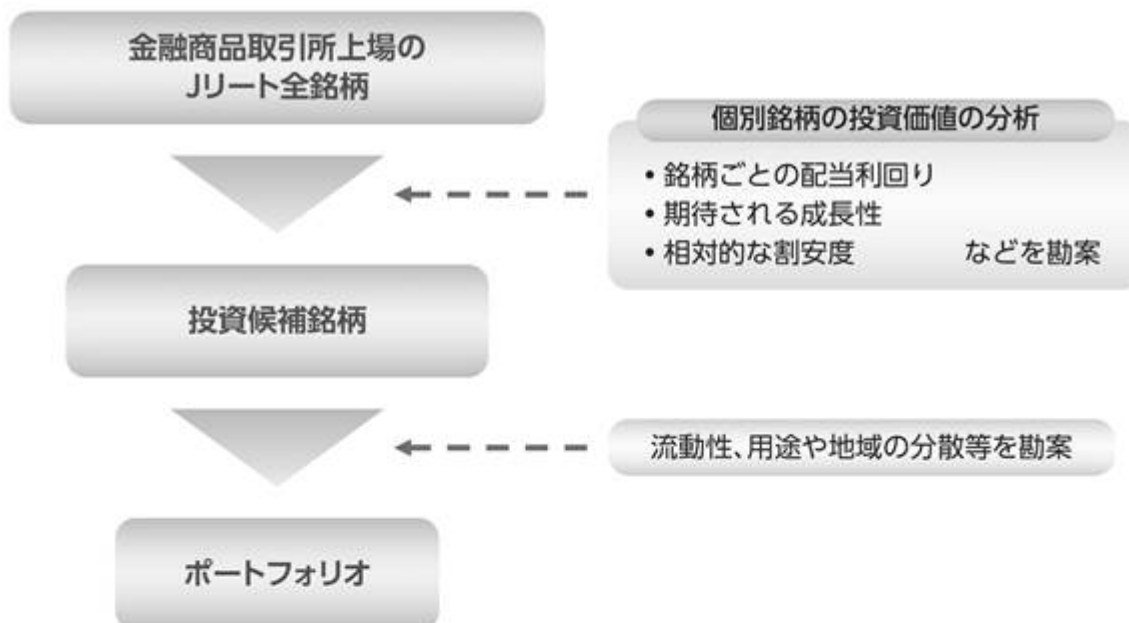 金融商品取引所上場の
Jリート全銘柄
個別銘柄の投資価値の分析
• 銘柄ごとの配当利回り
• 期待される成長性
• 相対的な割安度　　　　などを勘案
投資候補銘柄
流動性、用途や地域の分散等を勘案
ポートフォリオ